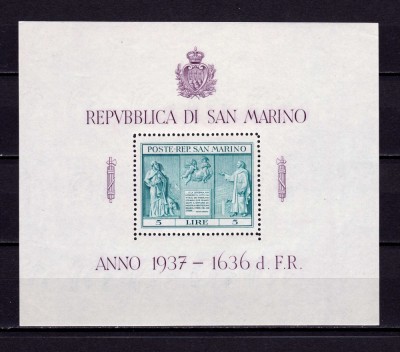 REPVBBLICA DI SAN MARINO
POSTE·REP. SAN MARINO
5 LIRE 5
ANNO 1937 – 1636 d. F.R.